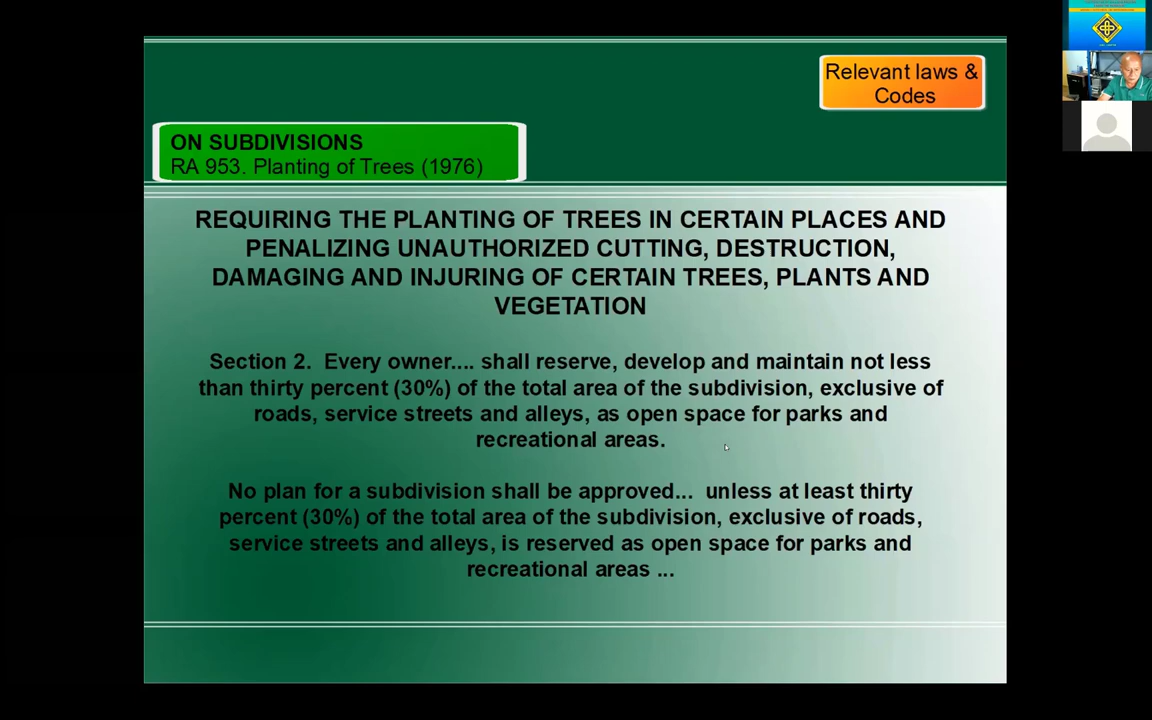 Relevant laws &
Codes
ON SUBDIVISIONS
RA 953. Planting of Trees (1976)
REQUIRING THE PLANTING OF TREES IN CERTAIN PLACES AND
PENALIZING UNAUTHORIZED CUTTING, DESTRUCTION,
DAMAGING AND INJURING OF CERTAIN TREES, PLANTS AND
VEGETATION
Section 2. Every owner.... shall reserve, develop and maintain not less
than thirty percent (30%) of the total area of the subdivision, exclusive of
roads, service streets and alleys, as open space for parks and
recreational areas.
No plan for a subdivision shall be approved... unless at least thirty
percent (30%) of the total area of the subdivision, exclusive of roads,
service streets and alleys, is reserved as open space for parks and
recreational areas ...